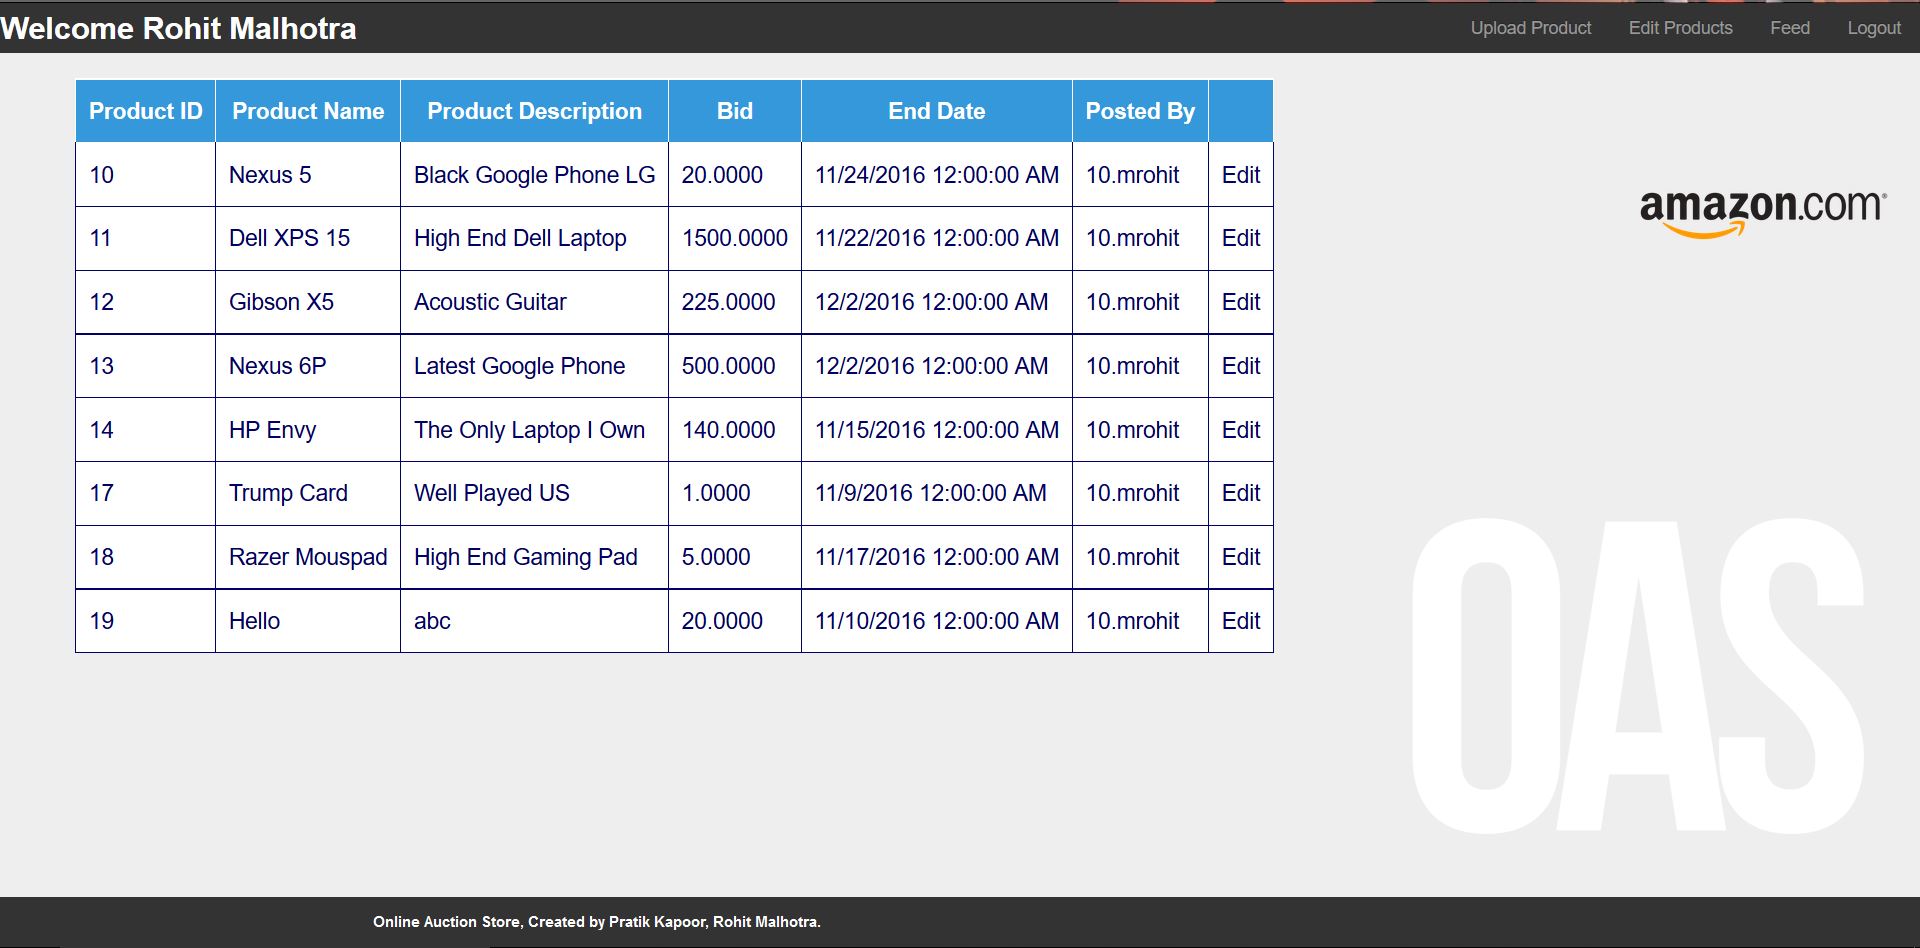 Welcome Rohit Malhotra Upload Product Edit Products Feed Logout
Product ID Product Name Product Description Bid End Date Posted By
10 Nexus 5 Black Google Phone LG 20.0000 11/24/2016 12:00:00 AM 10.mrohit Edit
11 Dell XPS 15 High End Dell Laptop 1500.0000 11/22/2016 12:00:00 AM 10.mrohit Edit
12 Gibson X5 Acoustic Guitar 225.0000 12/2/2016 12:00:00 AM 10.mrohit Edit
13 Nexus 6P Latest Google Phone 500.0000 12/2/2016 12:00:00 AM 10.mrohit Edit
14 HP Envy The Only Laptop I Own 140.0000 11/15/2016 12:00:00 AM 10.mrohit Edit
17 Trump Card Well Played US 1.0000 11/9/2016 12:00:00 AM 10.mrohit Edit
18 Razer Mouspad High End Gaming Pad 5.0000 11/17/2016 12:00:00 AM 10.mrohit Edit
19 Hello abc 20.0000 11/10/2016 12:00:00 AM 10.mrohit Edit
amazon.com®
OAS
Online Auction Store, Created by Pratik Kapoor, Rohit Malhotra.